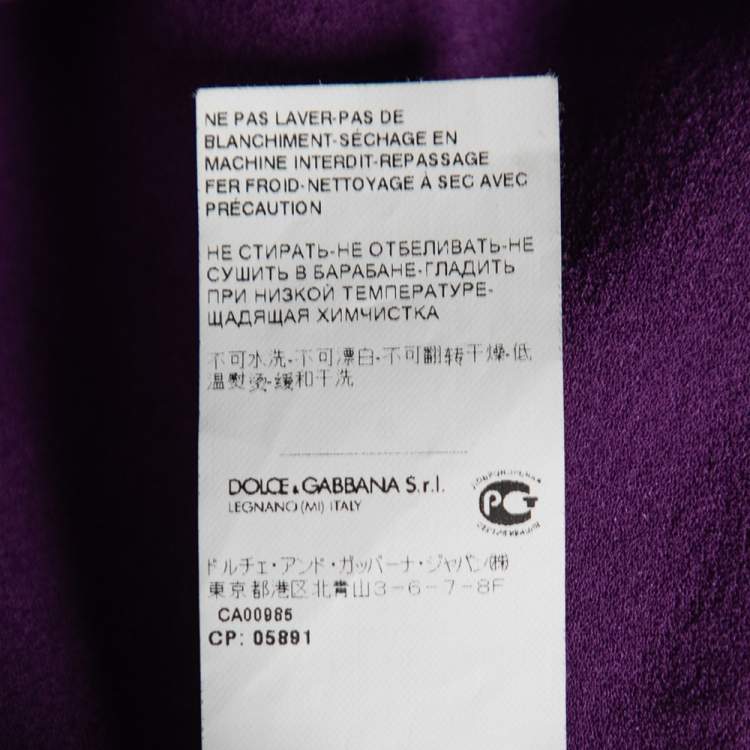 NE PAS LAVER-PAS DE
BLANCHIMENT-SÉCHAGE EN
MACHINE INTERDIT-REPASSAGE
FER FROID-NETTOYAGE À SEC AVEC
PRÉCAUTION
НЕ СТИРАТЬ-НЕ ОТБЕЛИВАТЬ-НЕ
СУШИТЬ В БАРАБАНЕ-ГЛАДИТЬ
ПРИ НИЗКОЙ ТЕМПЕРАТУРЕ-
ЩАДЯЩАЯ ХИМЧИСТКА
不可水洗-不可漂白-不可翻转干燥-低
温熨烫-缓和干洗
DOLCE & GABBANA S.r.l.
LEGNANO (MI) ITALY
РСТ
ドルチェ・アンド・ガッバーナ・ジャパン(株)
東京都港区北青山3-6-7-8F
CA00985
CP: 05891